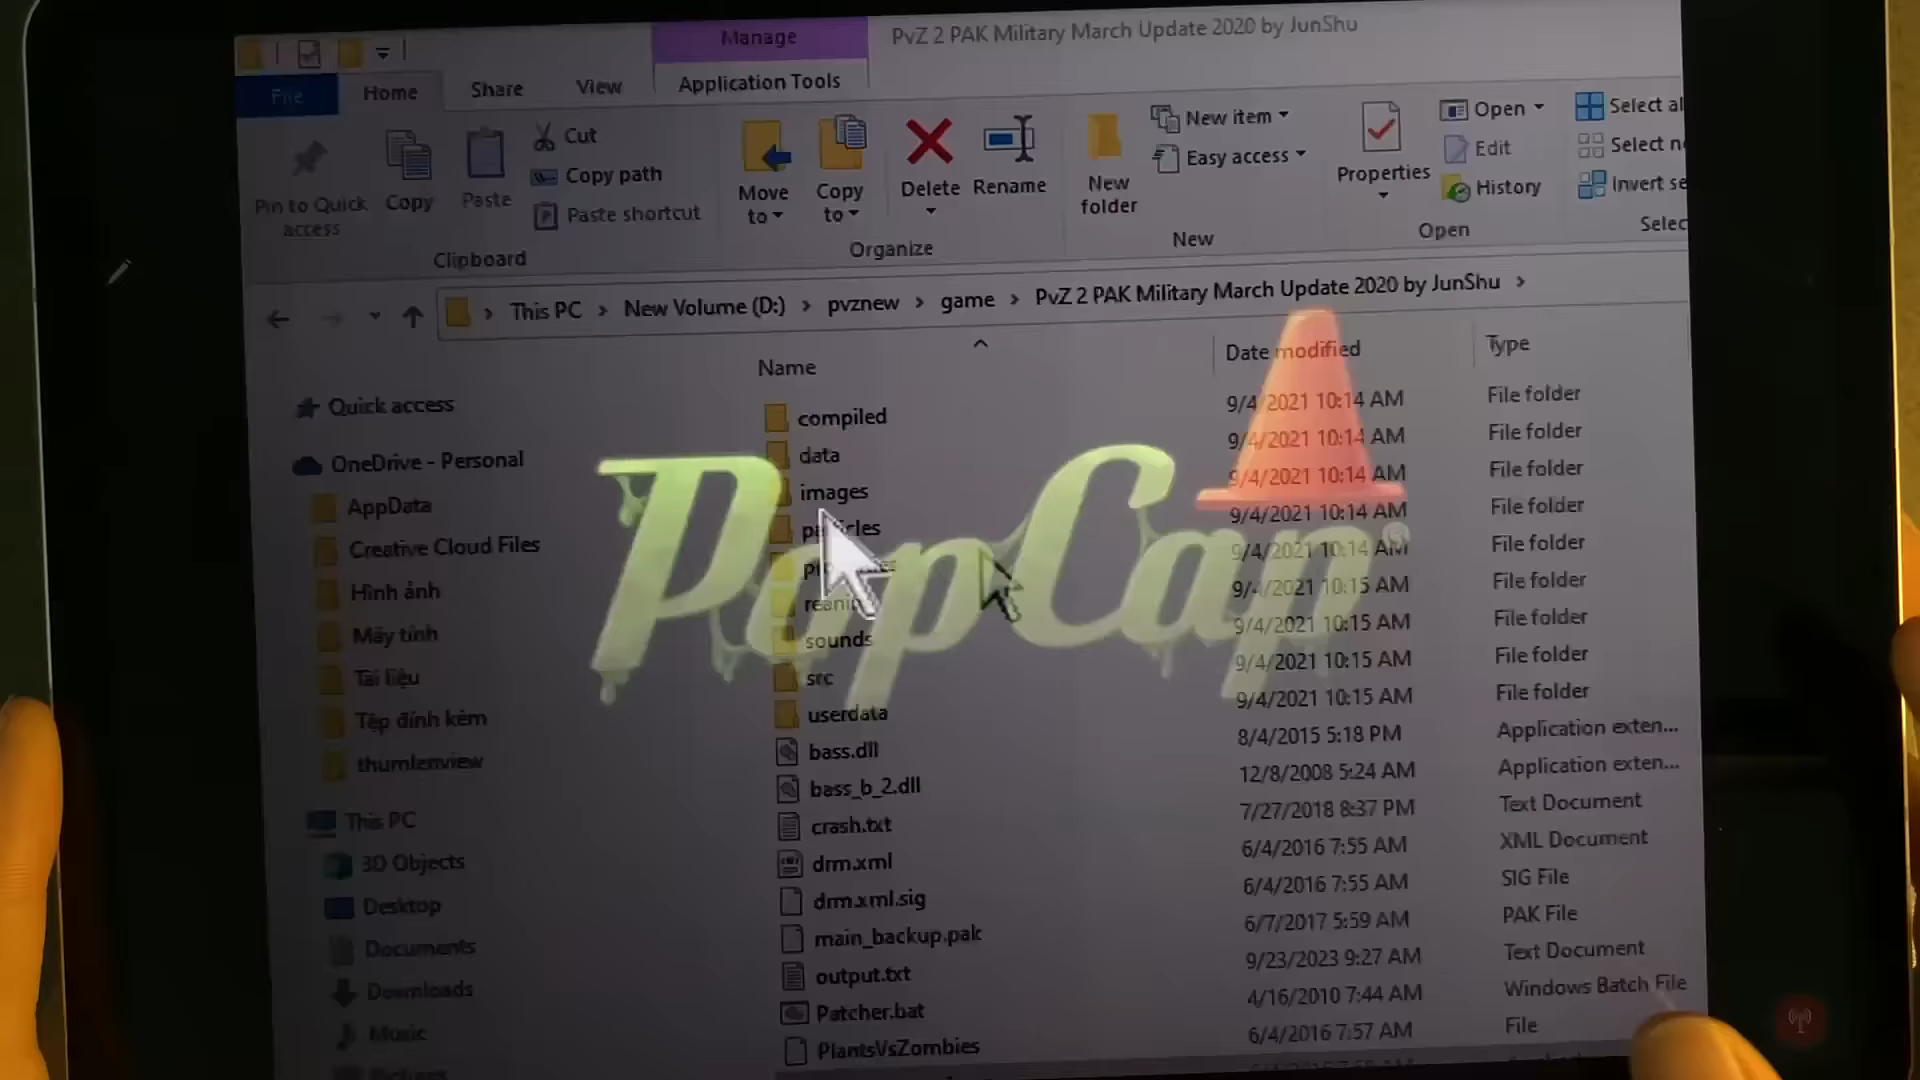 Manage
PvZ 2 PAK Military March Update 2020 by JunShu
File
Home
Share
View
Application Tools
Pin to Quick access
Copy
Paste
Cut
Copy path
Paste shortcut
Clipboard
Move to
Copy to
Delete
Rename
Organize
New folder
New item
Easy access
New
Properties
Open
Edit
History
Open
Select al
Select n
Invert se
Selec
This PC > New Volume (D:) > pvznew > game > PvZ 2 PAK Military March Update 2020 by JunShu >
Name
Date modified
Type
Quick access
OneDrive - Personal
AppData
Creative Cloud Files
Hình ảnh
Máy tính
Tài liệu
Tệp đính kèm
thumlenview
This PC
3D Objects
Desktop
Documents
Downloads
Music
compiled 9/4/2021 10:14 AM File folder
data 9/4/2021 10:14 AM File folder
images 9/4/2021 10:14 AM File folder
particles 9/4/2021 10:14 AM File folder
9/4/2021 10:14 AM File folder
9/4/2021 10:15 AM File folder
sounds 9/4/2021 10:15 AM File folder
src 9/4/2021 10:15 AM File folder
userdata 9/4/2021 10:15 AM File folder
bass.dll 8/4/2015 5:18 PM Application exten...
bass_b_2.dll 12/8/2008 5:24 AM Application exten...
crash.txt 7/27/2018 8:37 PM Text Document
drm.xml 6/4/2016 7:55 AM XML Document
drm.xml.sig 6/4/2016 7:55 AM SIG File
main_backup.pak 6/7/2017 5:59 AM PAK File
output.txt 9/23/2023 9:27 AM Text Document
Patcher.bat 4/16/2010 7:44 AM Windows Batch File
PlantsVsZombies 6/4/2016 7:57 AM File
PopCap